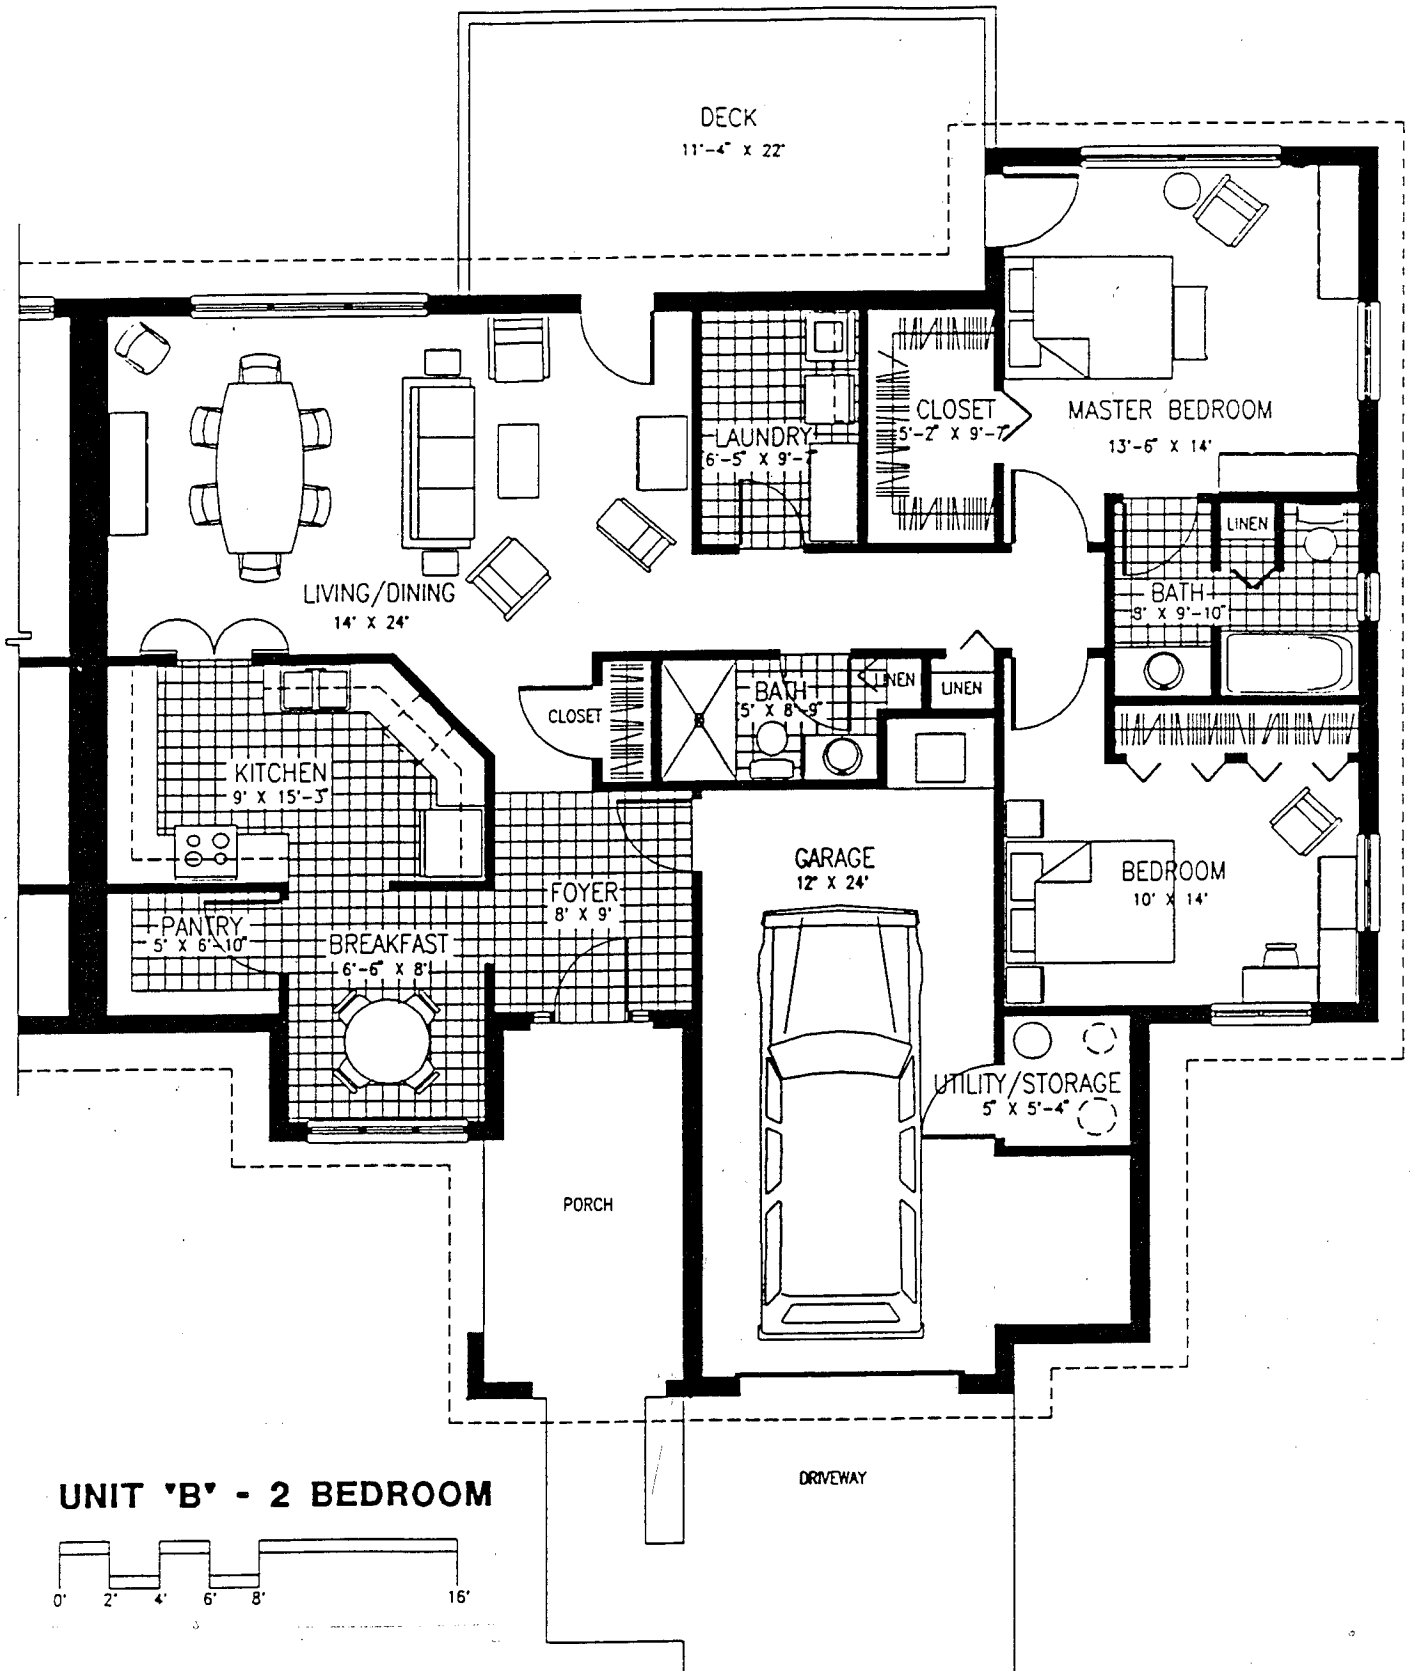 DECK
11'-4" X 22'
CLOSET
5'-2" X 9'-7"
MASTER BEDROOM
13'-6" X 14'
LAUNDRY
6'-5" X 9'-7"
LINEN
LIVING/DINING
14' X 24'
BATH
9'-10"
BATH
5' X 8'-9"
LINEN
LINEN
CLOSET
KITCHEN
9' X 15'-3"
GARAGE
12" X 24'
BEDROOM
10' X 14'
FOYER
8' X 9'
PANTRY
5' X 6'-10"
BREAKFAST
6'-6" X 8'
UTILITY/STORAGE
5" X 5'-4"
PORCH
DRIVEWAY
UNIT "B" - 2 BEDROOM
0' 2' 4' 6' 8' 16'